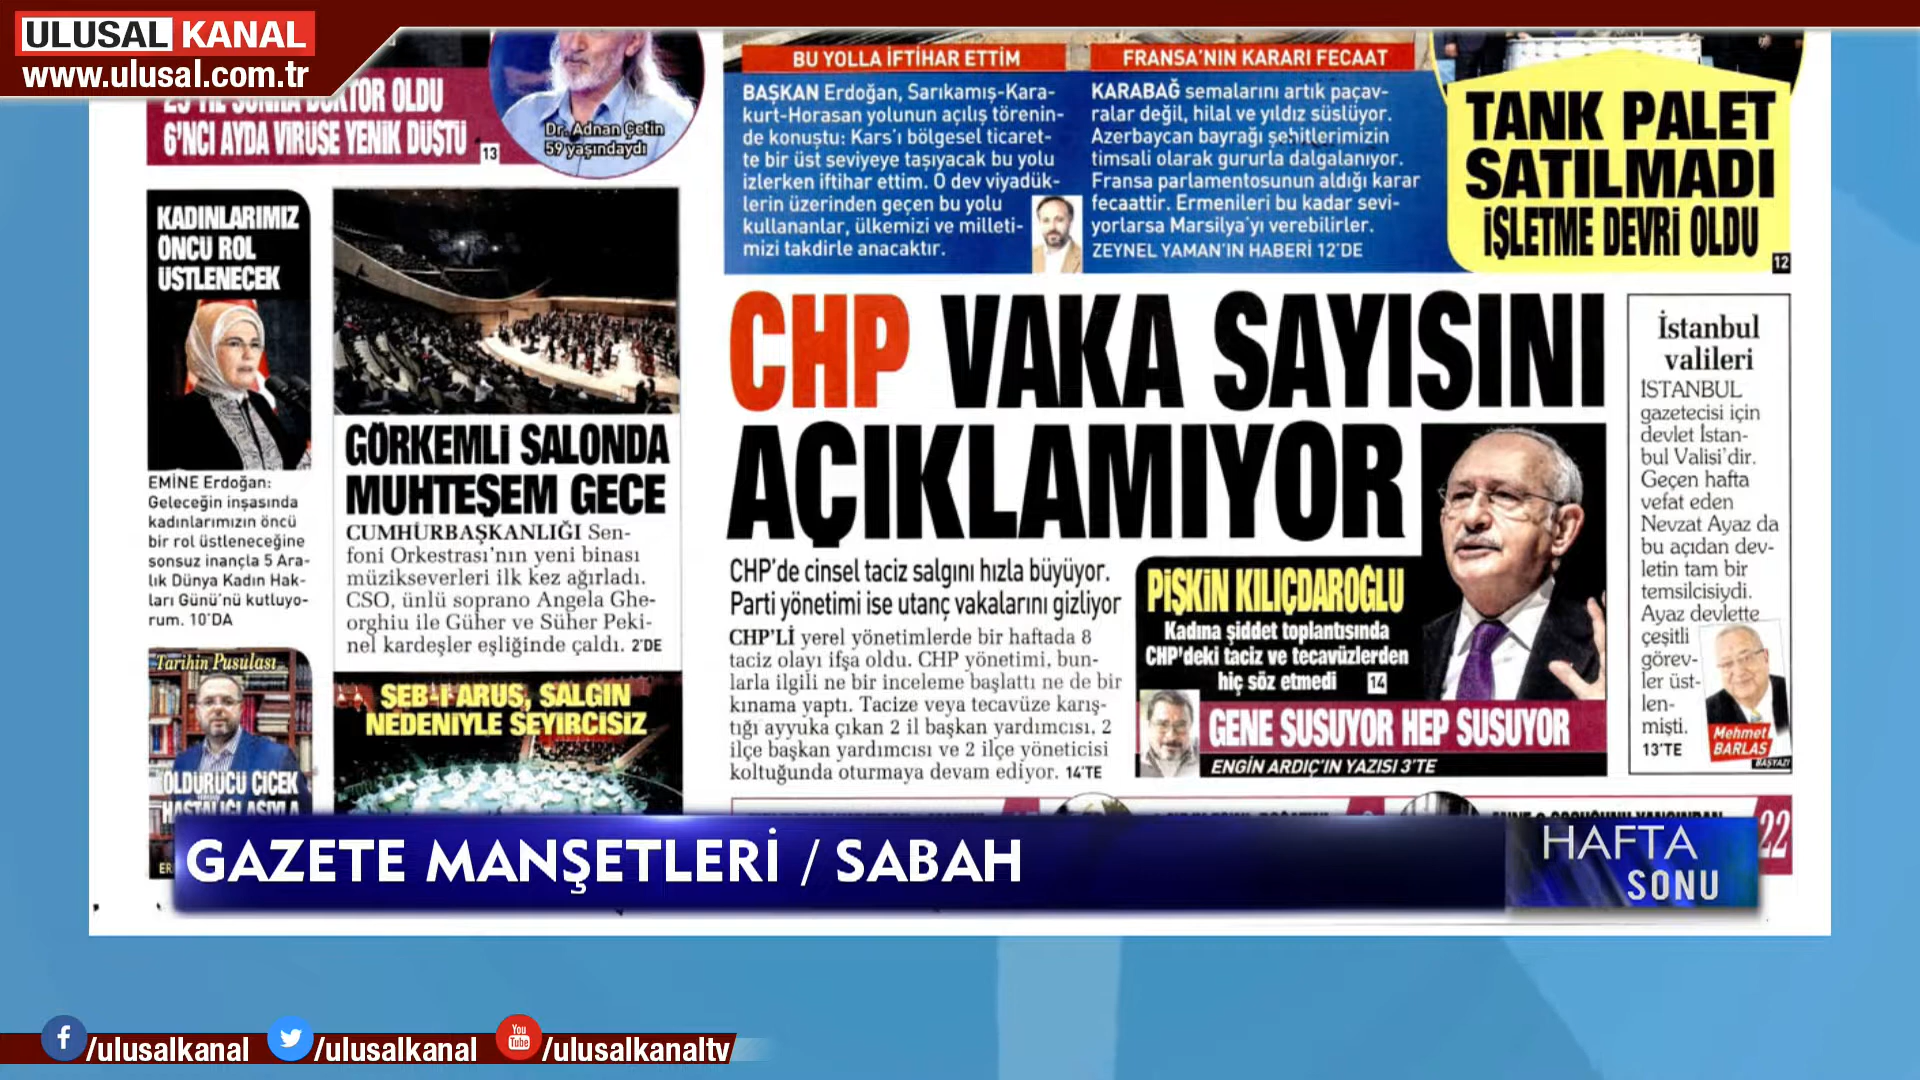 ULUSAL KANAL
www.ulusal.com.tr
6'NCI AYDA VİRÜSE YENİK DÜŞTÜ
13
Dr. Adnan Çetin
59 yaşındaydı
KADINLARIMIZ
ÖNCÜ ROL
ÜSTLENECEK
EMİNE Erdoğan:
Geleceğin inşasında
kadınlarımızın öncü
bir rol üstleneceğine
sonsuz inançla 5 Ara-
lık Dünya Kadın Hak-
ları Günü'nü kutluyo-
rum. 10'DA
Tarihin Pusulası
ÖLDÜRÜCÜ ÇİÇEK
GÖRKEMLİ SALONDA
MUHTEŞEM GECE
CUMHURBAŞKANLIĞI Sen-
foni Orkestrası'nın yeni binası
müzikseverleri ilk kez ağırladı.
CSO, ünlü soprano Angela Ghe-
orghiu ile Güher ve Süher Peki-
nel kardeşler eşliğinde çaldı. 2'DE
ŞEB-İ ARUS, SALGIN
NEDENİYLE SEYİRCİSİZ
BU YOLLA İFTİHAR ETTİM
BAŞKAN Erdoğan, Sarıkamış-Kara-
kurt-Horasan yolunun açılış törenin-
de konuştu: Kars'ı bölgesel ticaret-
te bir üst seviyeye taşıyacak bu yolu
izlerken iftihar ettim. O dev viyadük-
lerin üzerinden geçen bu yolu
kullananlar, ülkemizi ve milleti-
mizi takdirle anacaktır.
FRANSA'NIN KARARI FECAAT
KARABAĞ semalarını artık paçav-
ralar değil, hilal ve yıldız süslüyor.
Azerbaycan bayrağı şehitlerimizin
timsali olarak gururla dalgalanıyor.
Fransa parlamentosunun aldığı karar
fecaattir. Ermenileri bu kadar sevi-
yorlarsa Marsilya'yı verebilirler.
ZEYNEL YAMAN'IN HABERİ 12'DE
TANK PALET
SATILMADI
İŞLETME DEVRİ OLDU
12
CHP VAKA SAYISINI
AÇIKLAMIYOR
CHP'de cinsel taciz salgını hızla büyüyor.
Parti yönetimi ise utanç vakalarını gizliyor
CHP'Lİ yerel yönetimlerde bir haftada 8
taciz olayı ifşa oldu. CHP yönetimi, bun-
larla ilgili ne bir inceleme başlattı ne de bir
kınama yaptı. Tacize veya tecavüze karış-
tığı ayyuka çıkan 2 il başkan yardımcısı, 2
ilçe başkan yardımcısı ve 2 ilçe yöneticisi
koltuğunda oturmaya devam ediyor. 14'TE
PİŞKİN KILIÇDAROĞLU
Kadına şiddet toplantısında
CHP'deki taciz ve tecavüzlerden
hiç söz etmedi 14
GENE SUSUYOR HEP SUSUYOR
ENGİN ARDIÇ'IN YAZISI 3'TE
İstanbul
valileri
İSTANBUL
gazetecisi için
devlet İstan-
bul Valisi'dir.
Geçen hafta
vefat eden
Nevzat Ayaz da
bu açıdan dev-
letin tam bir
temsilcisiydi.
Ayaz devlette
çeşitli
görev-
ler üst-
len-
mişti.
13'TE
Mehmet
BARLAS
BAŞYAZI
22
GAZETE MANŞETLERİ / SABAH
HAFTA
SONU
/ulusalkanal
/ulusalkanal
You
Tube
/ulusalkanaltv